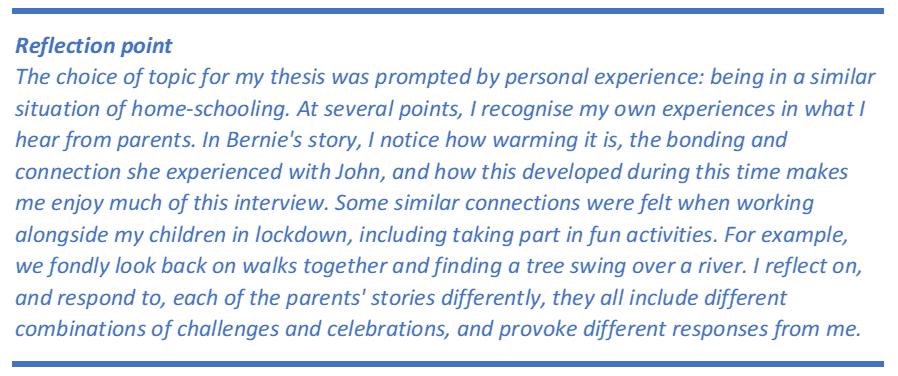 Reflection point
The choice of topic for my thesis was prompted by personal experience: being in a similar
situation of home-schooling. At several points, I recognise my own experiences in what I
hear from parents. In Bernie's story, I notice how warming it is, the bonding and
connection she experienced with John, and how this developed during this time makes
me enjoy much of this interview. Some similar connections were felt when working
alongside my children in lockdown, including taking part in fun activities. For example,
we fondly look back on walks together and finding a tree swing over a river. I reflect on,
and respond to, each of the parents' stories differently, they all include different
combinations of challenges and celebrations, and provoke different responses from me.